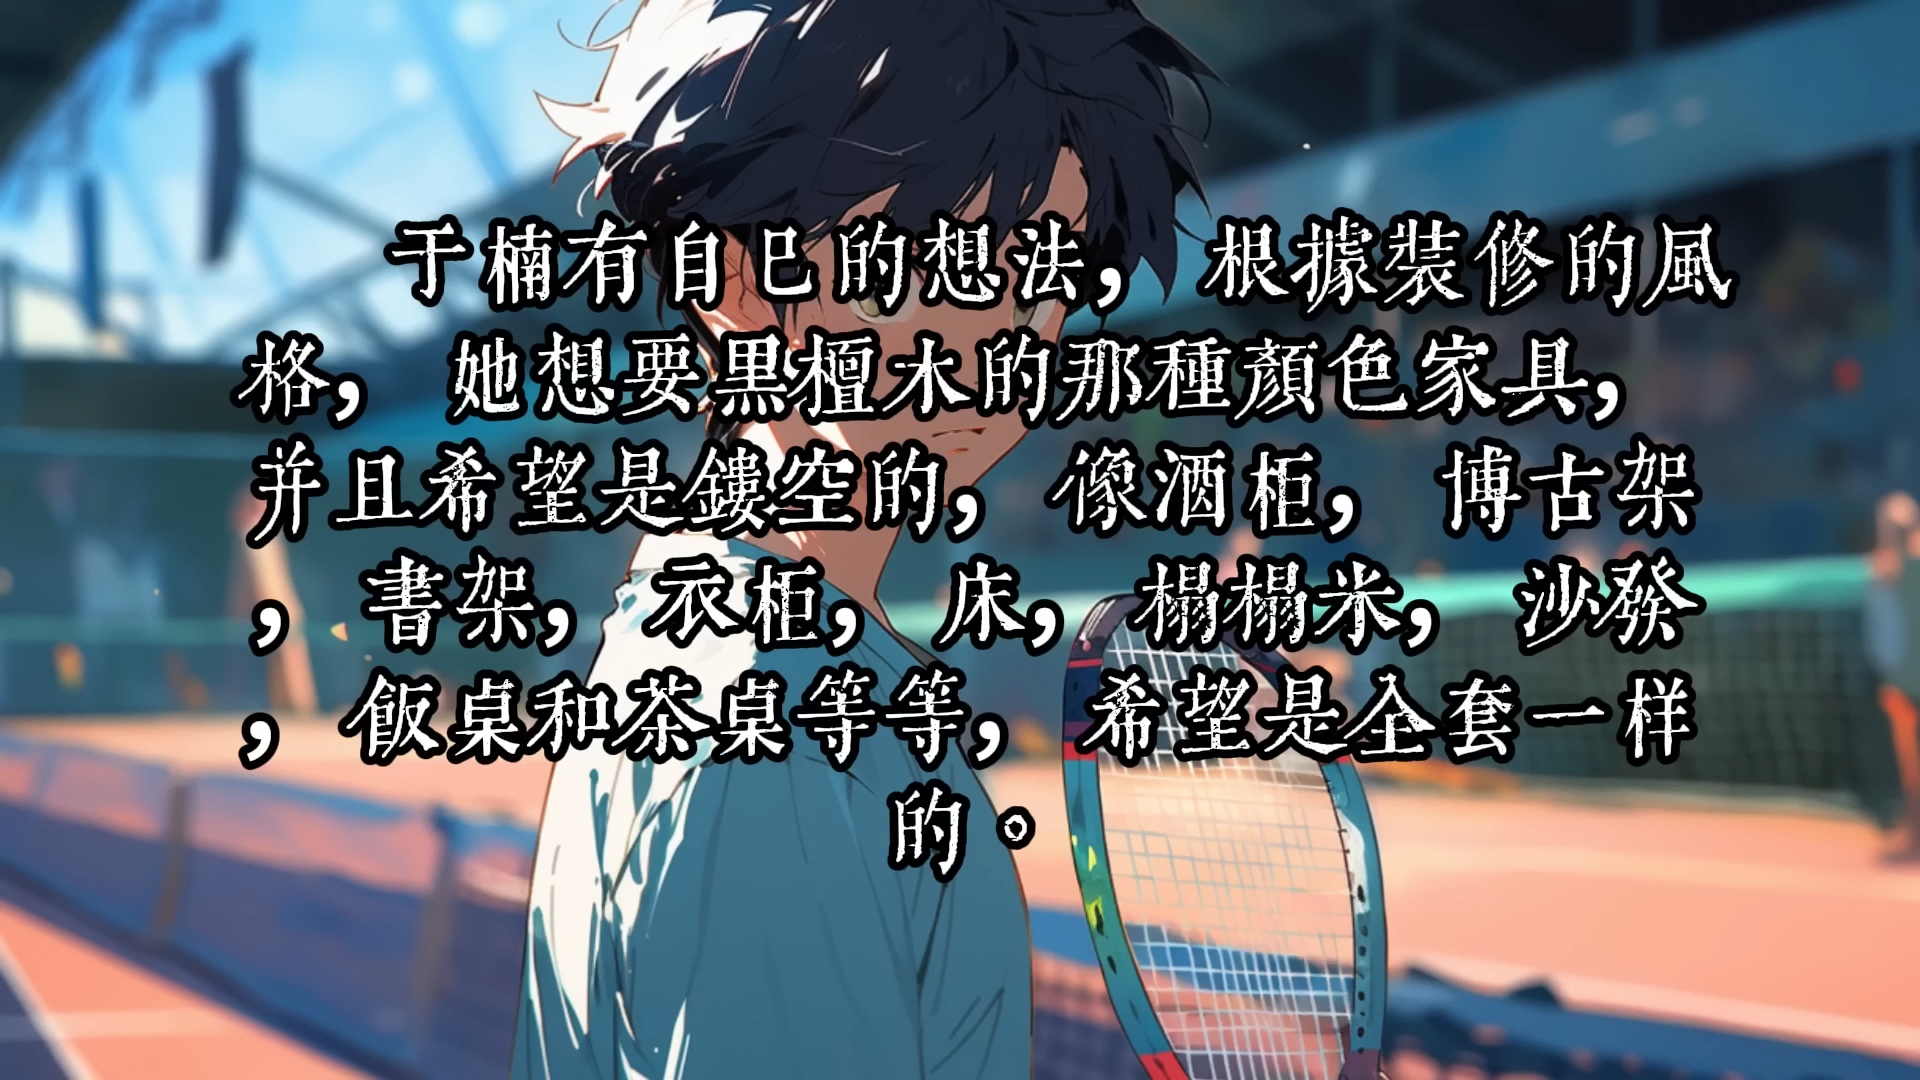 于楠有自已的想法，根據裝修的風
格，她想要黑檀木的那種顏色家具，
并且希望是鏤空的，像酒柜，博古架
，書架，衣柜，床，榻榻米，沙發
，飯桌和茶桌等等，希望是全套一样
的。